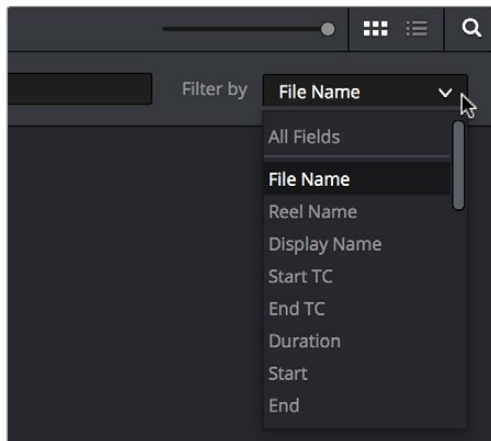 Filter by File Name
All Fields
File Name
Reel Name
Display Name
Start TC
End TC
Duration
Start
End